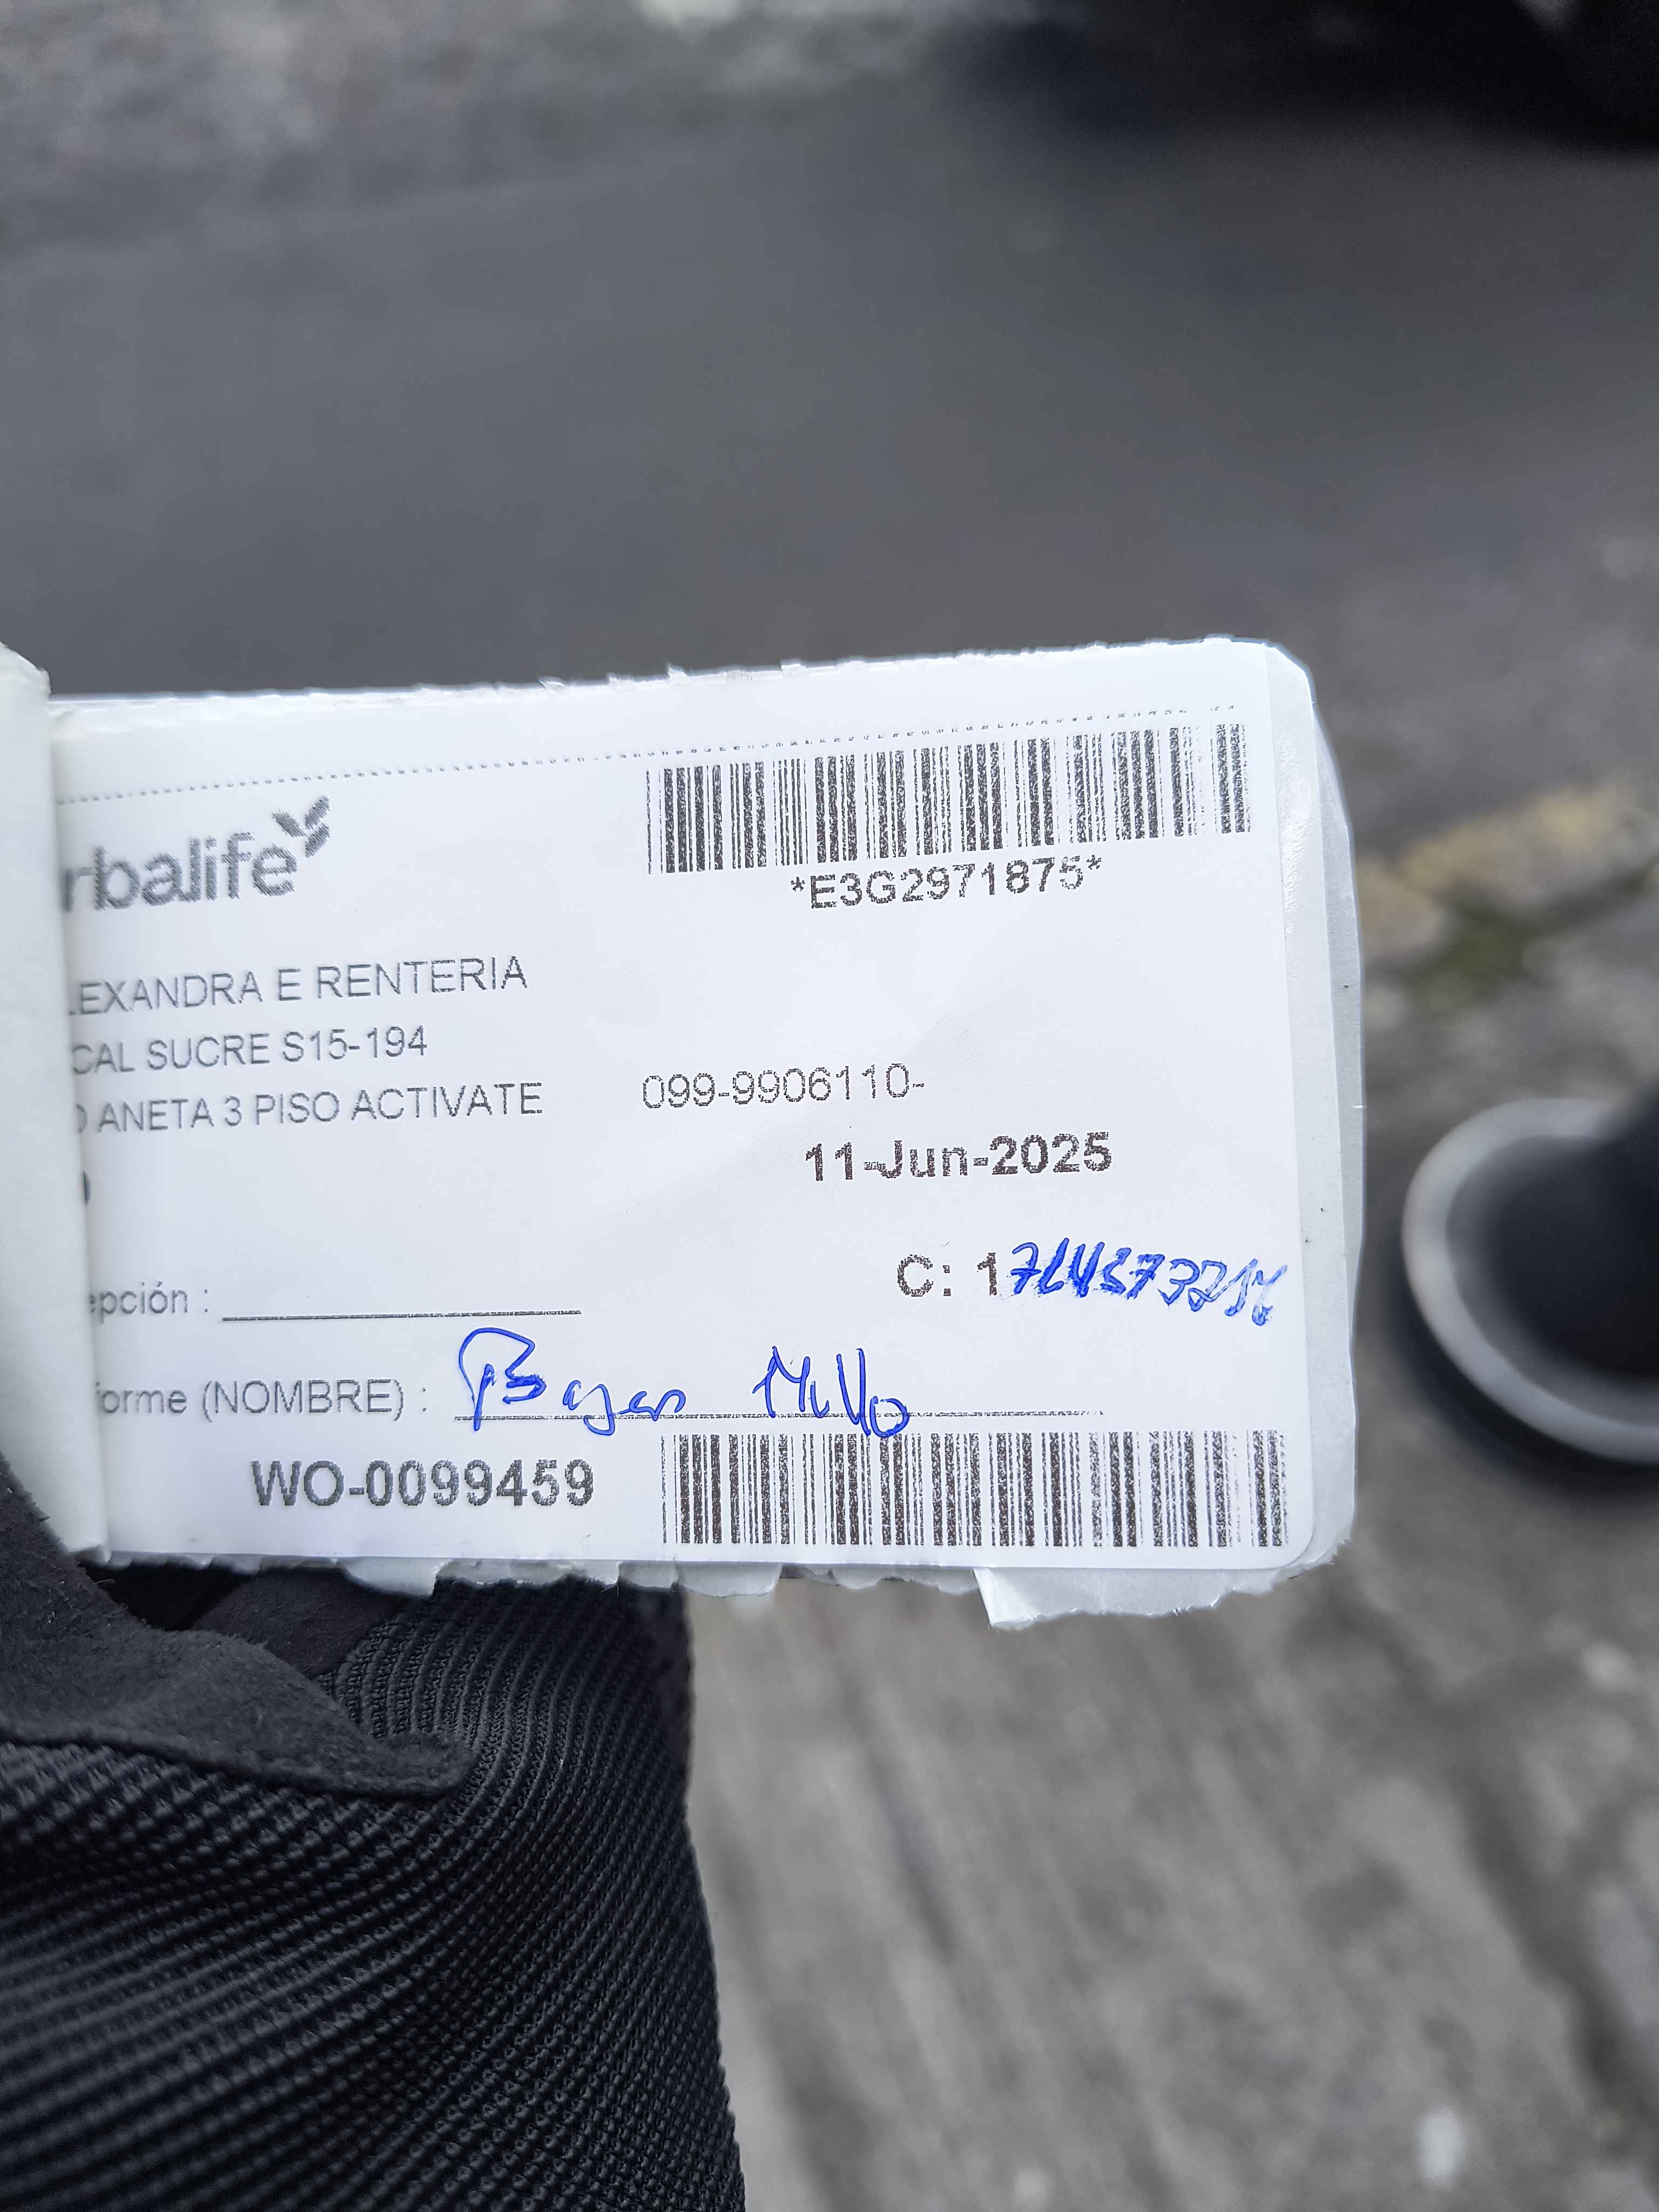 rbalife
*E3G2971875*
LEXANDRA E RENTERIA
CAL SUCRE S15-194
O ANETA 3 PISO ACTIVATE 099-9906110-
11-Jun-2025
C: 1
epción :
forme (NOMBRE) :
WO-0099459